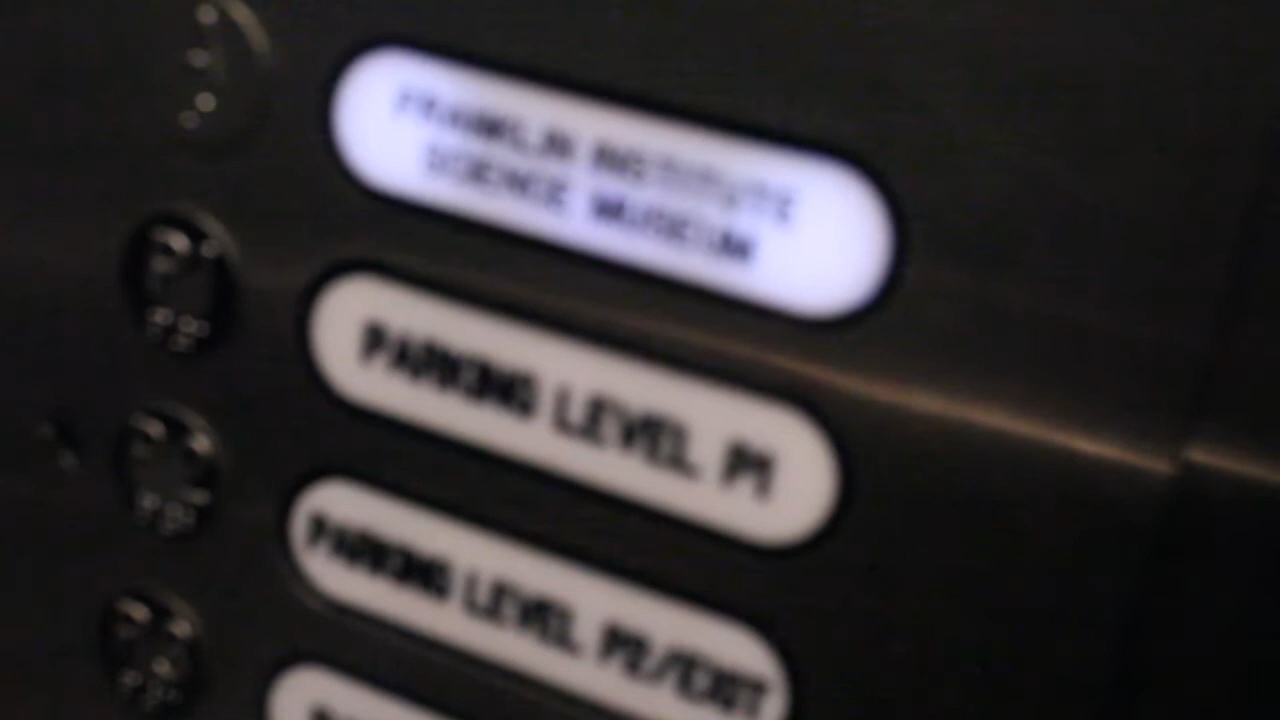 FRANKLIN INSTITUTE
SCIENCE MUSEUM
PARKING LEVEL P1
PARKING LEVEL P2/EXIT